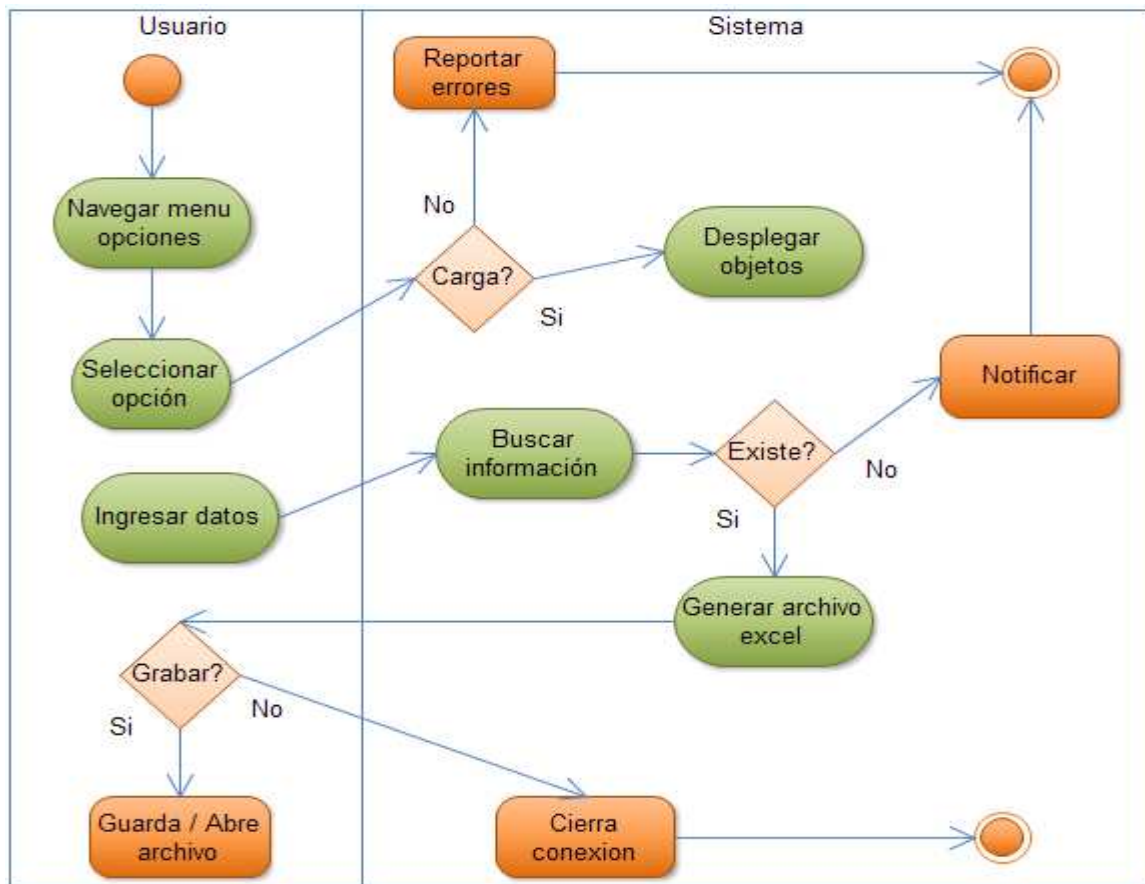 Usuario
Sistema
Reportar
errores
Navegar menu
opciones
No
Carga?
Si
Desplegar
objetos
Seleccionar
opción
Notificar
Buscar
información
Existe?
No
Ingresar datos
Si
Generar archivo
excel
Grabar?
Si
No
Guarda / Abre
archivo
Cierra
conexion